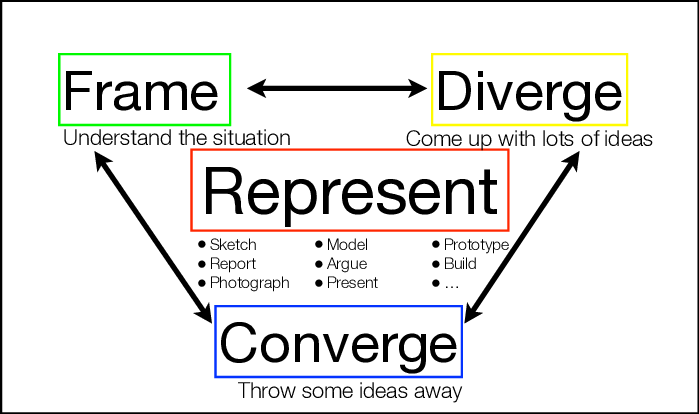 Frame
Diverge
Understand the situation
Come up with lots of ideas
Represent
• Sketch
• Report
• Photograph
• Model
• Argue
• Present
• Prototype
• Build
• ...
Converge
Throw some ideas away